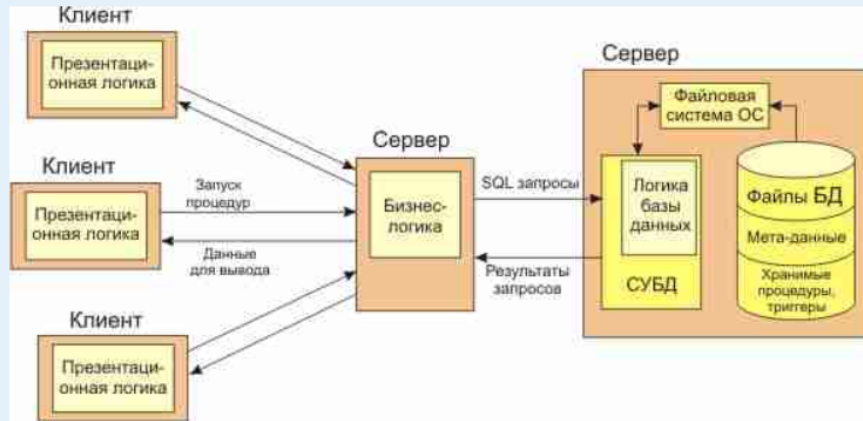 Клиент
Презентаци-
онная логика
Клиент
Презентаци-
онная логика
Клиент
Презентаци-
онная логика
Запуск
процедур
Данные
для вывода
Сервер
Бизнес-
логика
SQL запросы
Результаты
запросов
Сервер
Файловая
система ОС
Логика
базы
данных
СУБД
Файлы БД
Мета-данные
Хранимые
процедуры,
триггеры